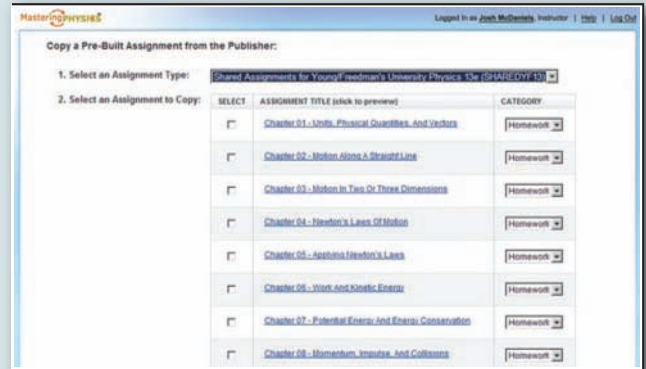 MasteringPHYSICS
Logged in as Josh McDaniels, Instructor | Help | Log Out
Copy a Pre-Built Assignment from the Publisher:
1. Select an Assignment Type: Shared Assignments for Young/Freedman's University Physics 13e (SHAREDYF13)
2. Select an Assignment to Copy: SELECT ASSIGNMENT TITLE (click to preview) CATEGORY
Chapter 01 - Units, Physical Quantities, And Vectors Homework
Chapter 02 - Motion Along A Straight Line Homework
Chapter 03 - Motion In Two Or Three Dimensions Homework
Chapter 04 - Newton's Laws Of Motion Homework
Chapter 05 - Applying Newton's Laws Homework
Chapter 06 - Work And Kinetic Energy Homework
Chapter 07 - Potential Energy And Energy Conservation Homework
Chapter 08 - Momentum, Impulse, And Collisions Homework